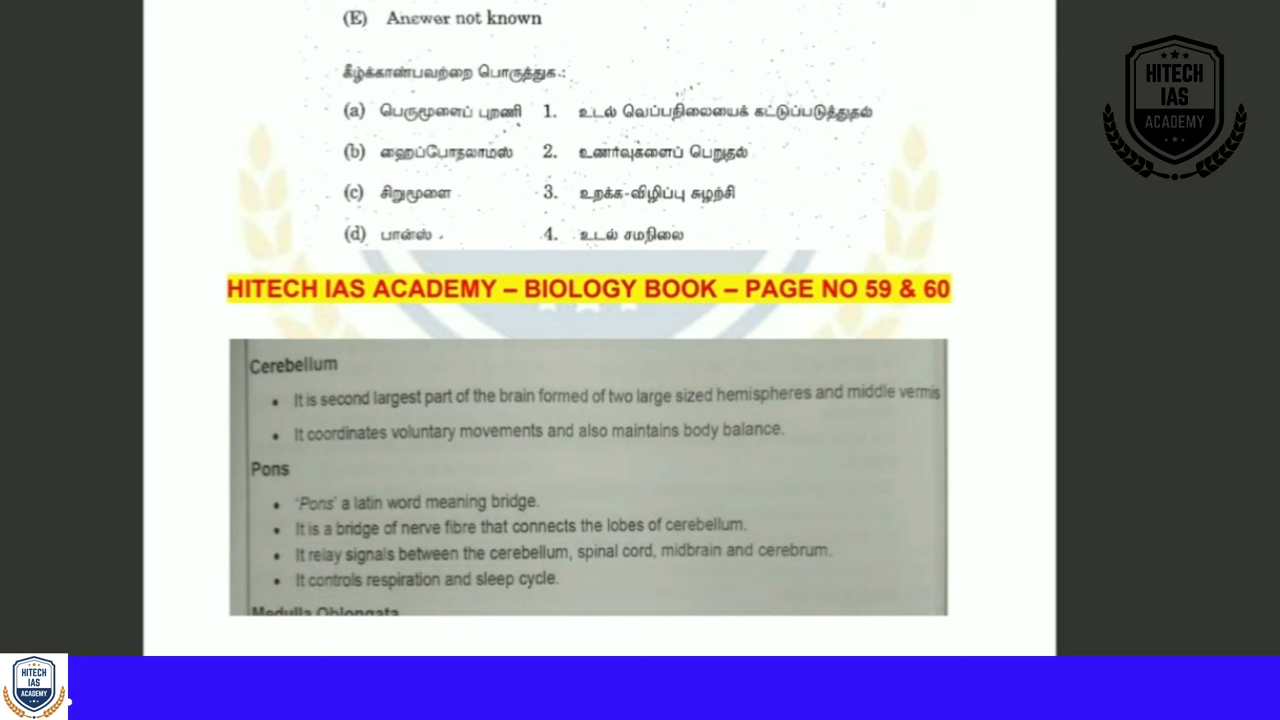 (E) Answer not known
கீழ்க்காண்பவற்றை பொருத்துக :
(a) பெருமூளைப் புறணி 1. உடல் வெப்பநிலையைக் கட்டுப்படுத்துதல்
(b) ஹைப்போதலாமஸ் 2. உணர்வுகளைப் பெறுதல்
(c) சிறுமூளை 3. உறக்க-விழிப்பு சுழற்சி
(d) பான்ஸ் 4. உடல் சமநிலை
HITECH IAS ACADEMY – BIOLOGY BOOK – PAGE NO 59 & 60
Cerebellum
• It is second largest part of the brain formed of two large sized hemispheres and middle vermis
• It coordinates voluntary movements and also maintains body balance.
Pons
• 'Pons' a latin word meaning bridge.
• It is a bridge of nerve fibre that connects the lobes of cerebellum.
• It relay signals between the cerebellum, spinal cord, midbrain and cerebrum.
• It controls respiration and sleep cycle.
Medulla Oblongata
HITECH
IAS
ACADEMY
HITECH
IAS
ACADEMY